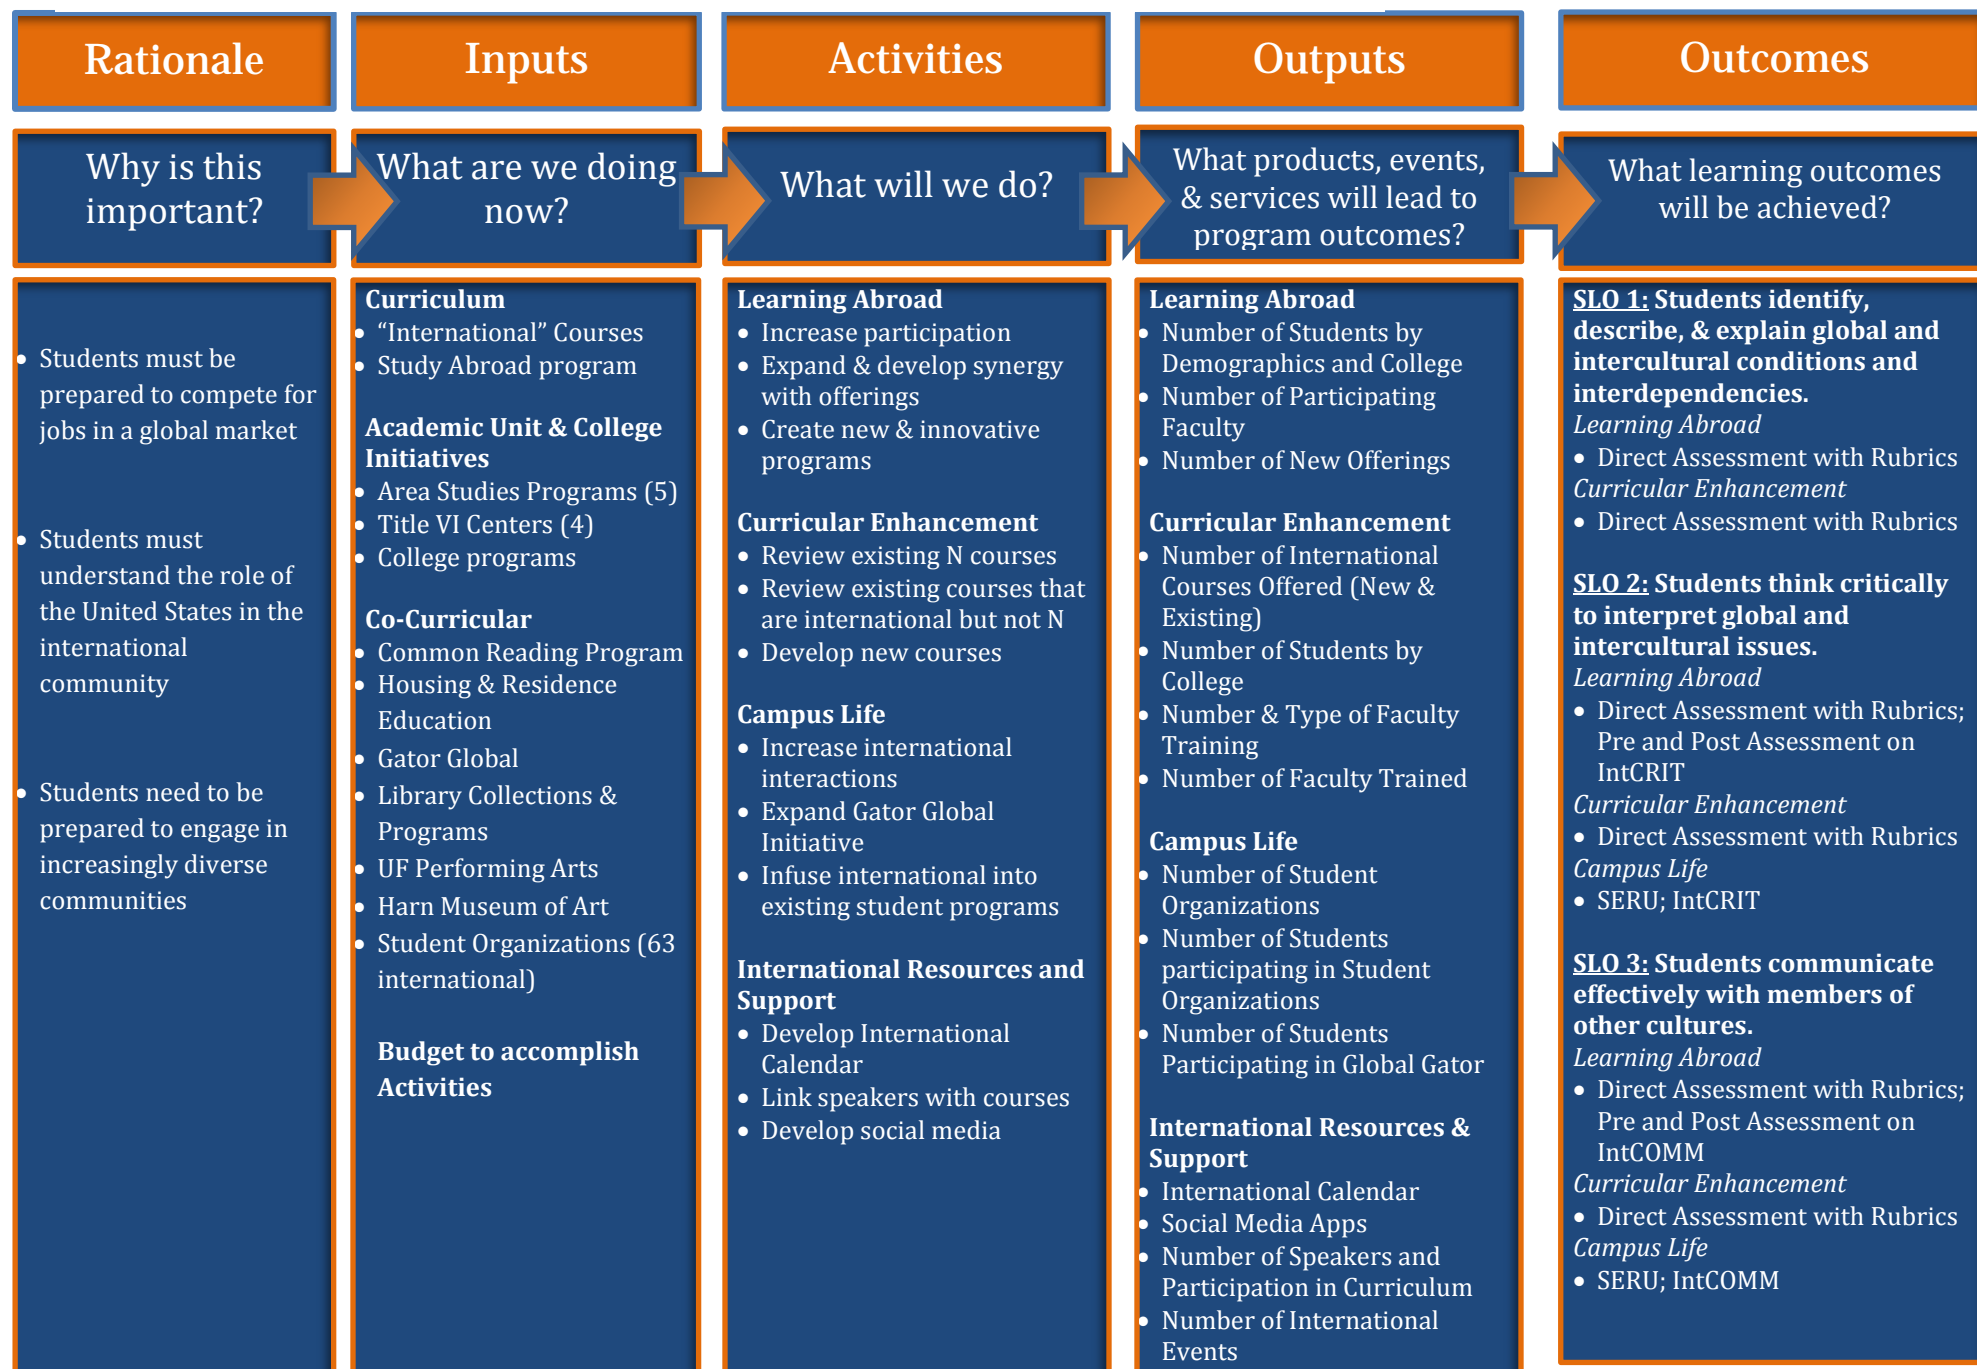 Rationale
Why is this
important?
• Students must be
prepared to compete for
jobs in a global market
• Students must
understand the role of
the United States in the
international
community
• Students need to be
prepared to engage in
increasingly diverse
communities
Inputs
What are we doing
now?
Curriculum
• “International” Courses
• Study Abroad program
Academic Unit & College
Initiatives
• Area Studies Programs (5)
• Title VI Centers (4)
• College programs
Co-Curricular
• Common Reading Program
• Housing & Residence
Education
• Gator Global
• Library Collections &
Programs
• UF Performing Arts
• Harn Museum of Art
• Student Organizations (63
international)
Budget to accomplish
Activities
Activities
What will we do?
Learning Abroad
• Increase participation
• Expand & develop synergy
with offerings
• Create new & innovative
programs
Curricular Enhancement
• Review existing N courses
• Review existing courses that
are international but not N
• Develop new courses
Campus Life
• Increase international
interactions
• Expand Gator Global
Initiative
• Infuse international into
existing student programs
International Resources and
Support
• Develop International
Calendar
• Link speakers with courses
• Develop social media
Outputs
What products, events,
& services will lead to
program outcomes?
Learning Abroad
• Number of Students by
Demographics and College
• Number of Participating
Faculty
• Number of New Offerings
Curricular Enhancement
• Number of International
Courses Offered (New &
Existing)
• Number of Students by
College
• Number & Type of Faculty
Training
• Number of Faculty Trained
Campus Life
• Number of Student
Organizations
• Number of Students
participating in Student
Organizations
• Number of Students
Participating in Global Gator
International Resources &
Support
• International Calendar
• Social Media Apps
• Number of Speakers and
Participation in Curriculum
• Number of International
Events
Outcomes
What learning outcomes
will be achieved?
SLO 1: Students identify,
describe, & explain global and
intercultural conditions and
interdependencies.
Learning Abroad
• Direct Assessment with Rubrics
Curricular Enhancement
• Direct Assessment with Rubrics
SLO 2: Students think critically
to interpret global and
intercultural issues.
Learning Abroad
• Direct Assessment with Rubrics;
Pre and Post Assessment on
IntCRIT
Curricular Enhancement
• Direct Assessment with Rubrics
Campus Life
• SERU; IntCRIT
SLO 3: Students communicate
effectively with members of
other cultures.
Learning Abroad
• Direct Assessment with Rubrics;
Pre and Post Assessment on
IntCOMM
Curricular Enhancement
• Direct Assessment with Rubrics
Campus Life
• SERU; IntCOMM